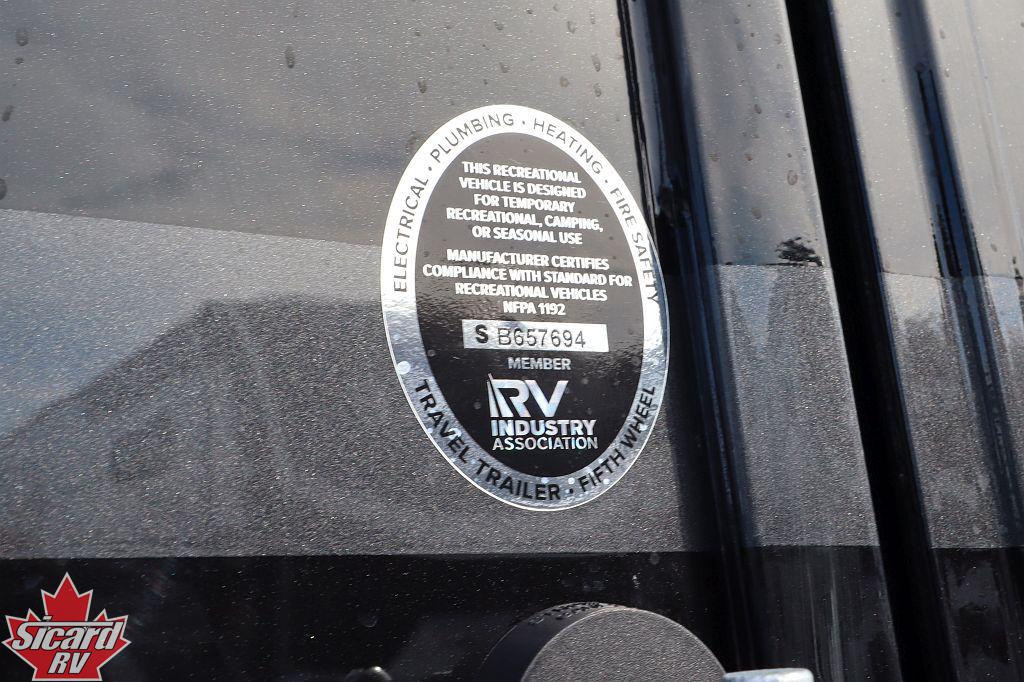 ELECTRICAL · PLUMBING · HEATING · FIRE SAFETY
THIS RECREATIONAL
VEHICLE IS DESIGNED
FOR TEMPORARY
RECREATIONAL, CAMPING,
OR SEASONAL USE
MANUFACTURER CERTIFIES
COMPLIANCE WITH STANDARD FOR
RECREATIONAL VEHICLES
NFPA 1192
S B657694
MEMBER
RV
INDUSTRY
ASSOCIATION
TRAVEL TRAILER · FIFTH WHEEL
Sicard
RV